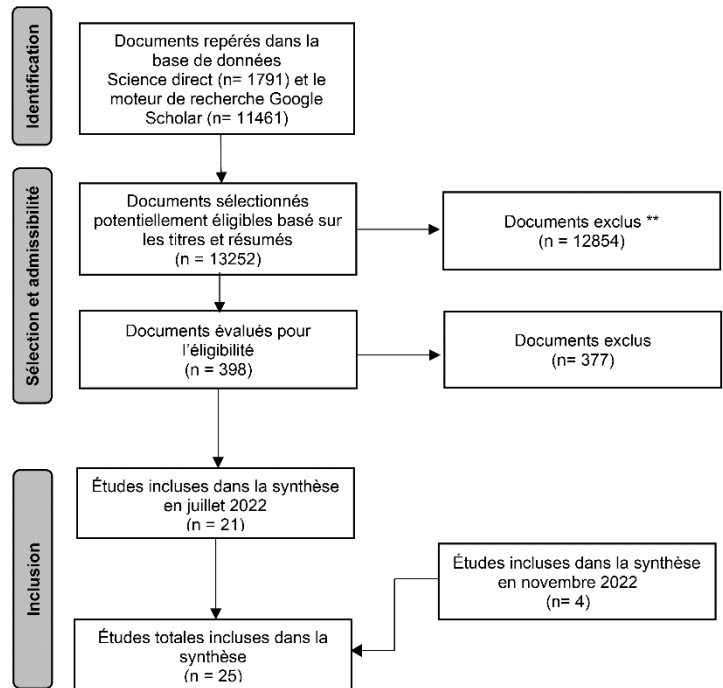 Identification
Documents repérés dans la
base de données
Science direct (n= 1791) et le
moteur de recherche Google
Scholar (n= 11461)
Sélection et admissibilité
Documents sélectionnés
potentiellement éligibles basé sur
les titres et résumés
(n = 13252)
Documents exclus **
(n = 12854)
Documents évalués pour
l'éligibilité
(n = 398)
Documents exclus
(n= 377)
Inclusion
Études incluses dans la synthèse
en juillet 2022
(n = 21)
Études incluses dans la synthèse
en novembre 2022
(n= 4)
Études totales incluses dans la
synthèse
(n = 25)